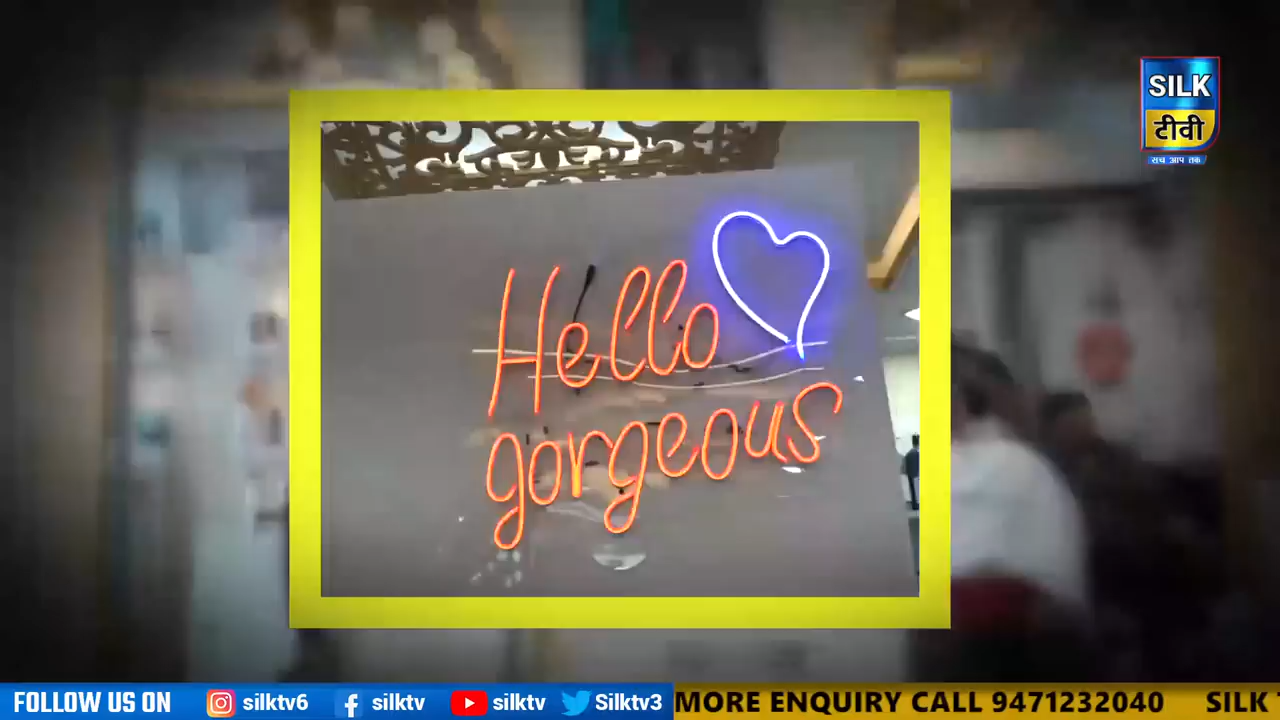 SILK
टीवी
सच आप तक
Hello
gorgeous
FOLLOW US ON silktv6 silktv silktv Silktv3 MORE ENQUIRY CALL 9471232040 SILK